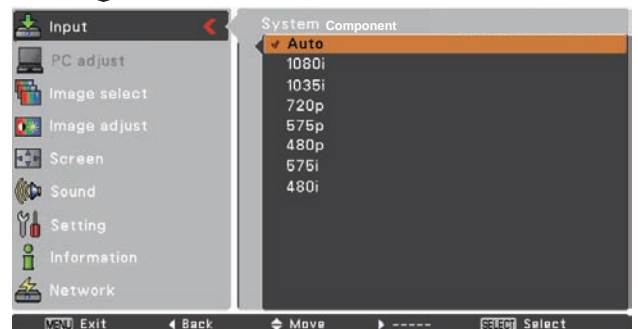 Input
PC adjust
Image select
Image adjust
Screen
Sound
Setting
Information
Network
System Component
Auto
1080i
1035i
720p
575p
480p
575i
480i
MENU Exit Back Move ----- SELECT Select